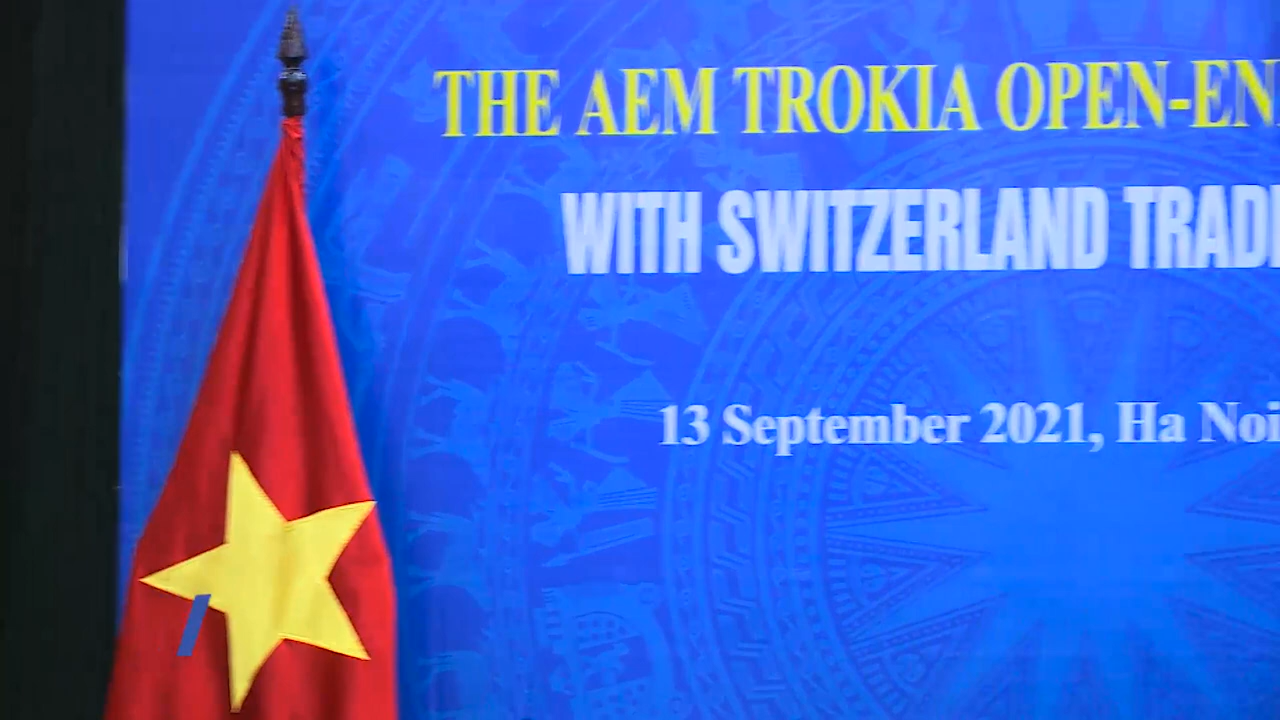 THE AEM TROKIA OPEN-EN
WITH SWITZERLAND TRAD
13 September 2021, Ha Noi